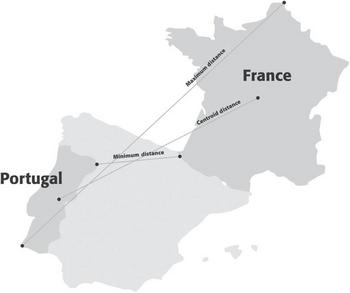 Maximum distance
France
Centroid distance
Minimum distance
Portugal